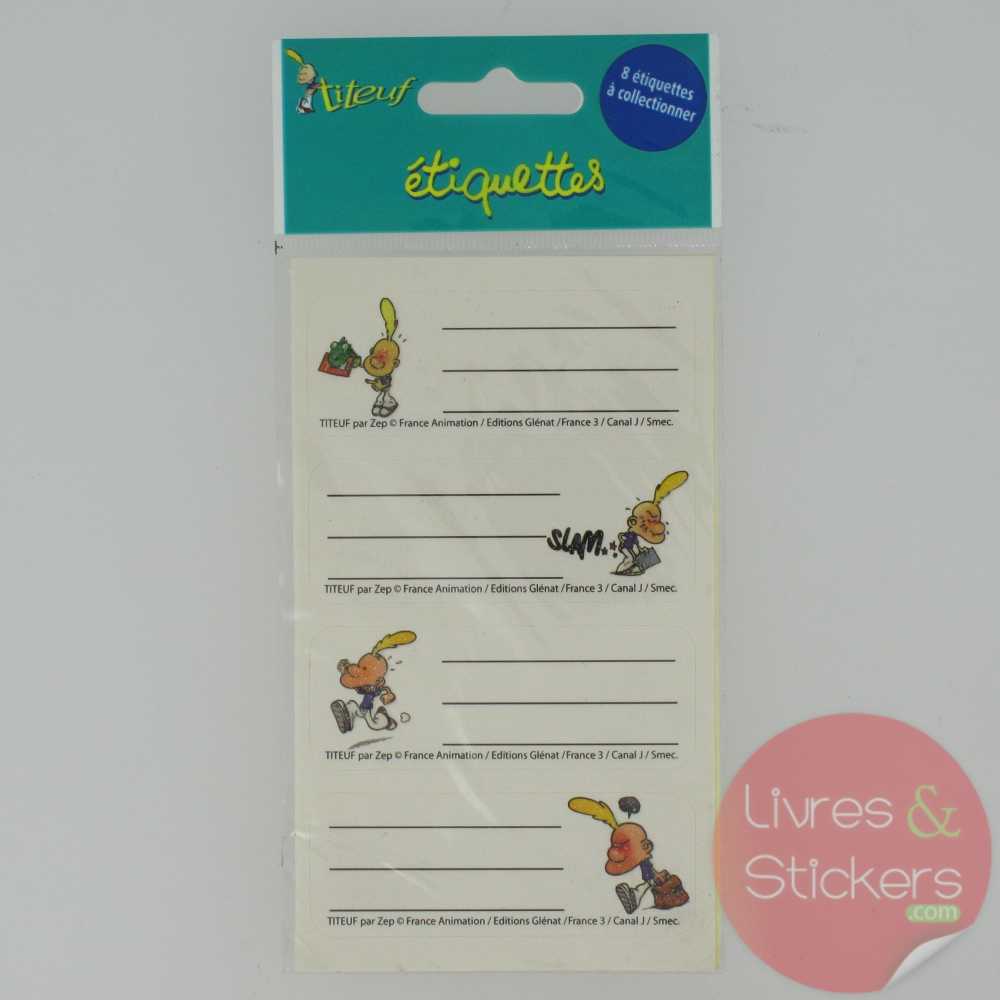 titeuf
8 étiquettes
à collectionner
étiquettes
TITEUF par Zep © France Animation / Editions Glénat /France 3 / Canal J / Smec.
SLAM
TITEUF par Zep © France Animation / Editions Glénat /France 3 / Canal J / Smec.
TITEUF par Zep © France Animation / Editions Glénat /France 3 / Canal J / Smec.
TITEUF par Zep © France Animation / Editions Glénat /France 3 / Canal J / Smec.
Livres &
Stickers
.com